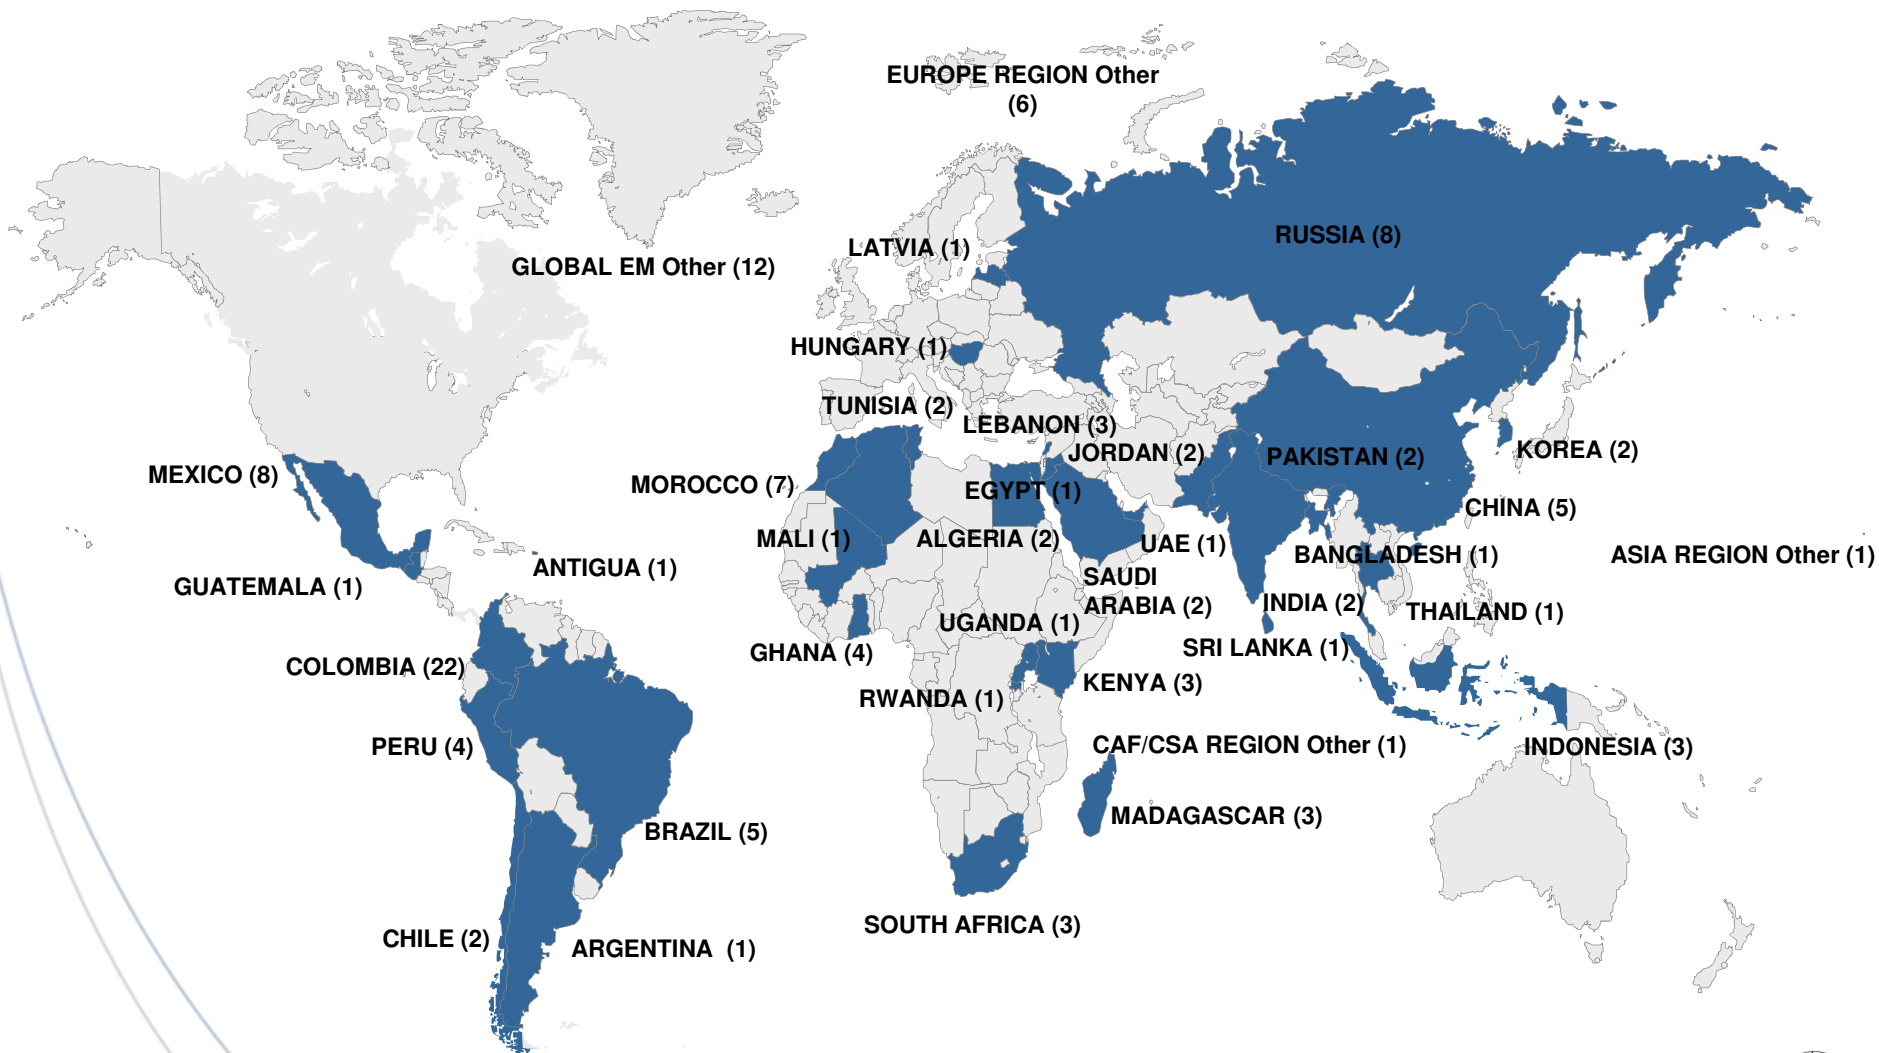 EUROPE REGION Other
(6)
RUSSIA (8)
LATVIA (1)
GLOBAL EM Other (12)
HUNGARY (1)
TUNISIA (2)
LEBANON (3)
JORDAN (2)
PAKISTAN (2)
KOREA (2)
MEXICO (8)
MOROCCO (7)
EGYPT (1)
CHINA (5)
MALI (1)
ALGERIA (2)
UAE (1)
BANGLADESH (1)
ASIA REGION Other (1)
ANTIGUA (1)
GUATEMALA (1)
SAUDI
ARABIA (2)
INDIA (2)
THAILAND (1)
UGANDA (1)
GHANA (4)
SRI LANKA (1)
COLOMBIA (22)
RWANDA (1)
KENYA (3)
PERU (4)
CAF/CSA REGION Other (1)
INDONESIA (3)
MADAGASCAR (3)
BRAZIL (5)
SOUTH AFRICA (3)
CHILE (2)
ARGENTINA (1)